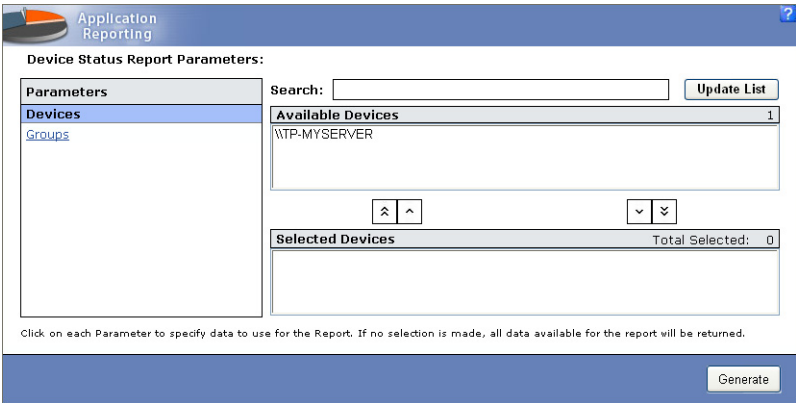 Application
Reporting
?
Device Status Report Parameters:
Parameters
Devices
Groups
Search:
Update List
Available Devices 1
\\TP-MYSERVER
Selected Devices Total Selected: 0
Click on each Parameter to specify data to use for the Report. If no selection is made, all data available for the report will be returned.
Generate